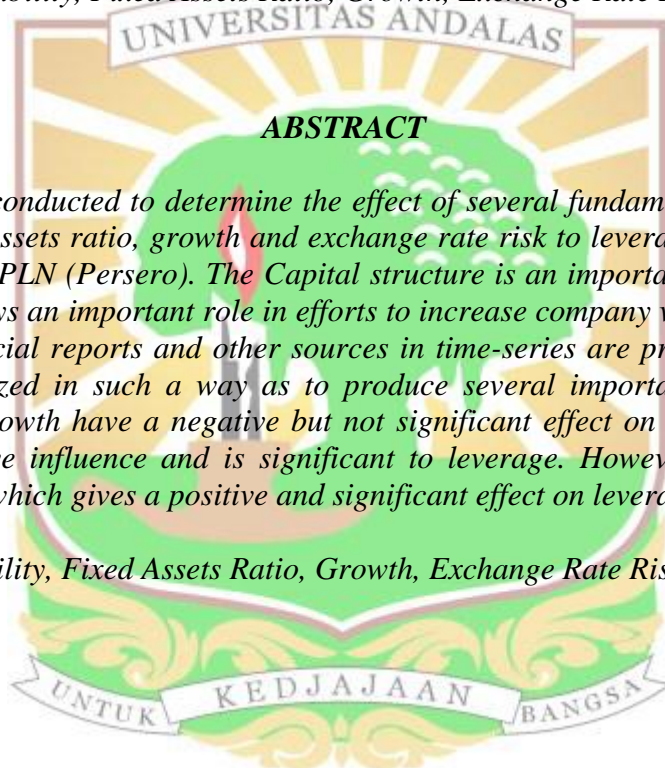 Assets Ratio, Growth, Exchange Rate
UNIVERSITAS ANDALAS
ABSTRACT
conducted to determine the effect of several fundam
ssets ratio, growth and exchange rate risk to levera
PLN (Persero). The Capital structure is an importa
ys an important role in efforts to increase company v
cial reports and other sources in time-series are pr
zed in such a way as to produce several importa
owth have a negative but not significant effect on
e influence and is significant to leverage. Howev
which gives a positive and significant effect on levera
ility, Fixed Assets Ratio, Growth, Exchange Rate Ris
UNTUK KEDJAJAAN BANGSA